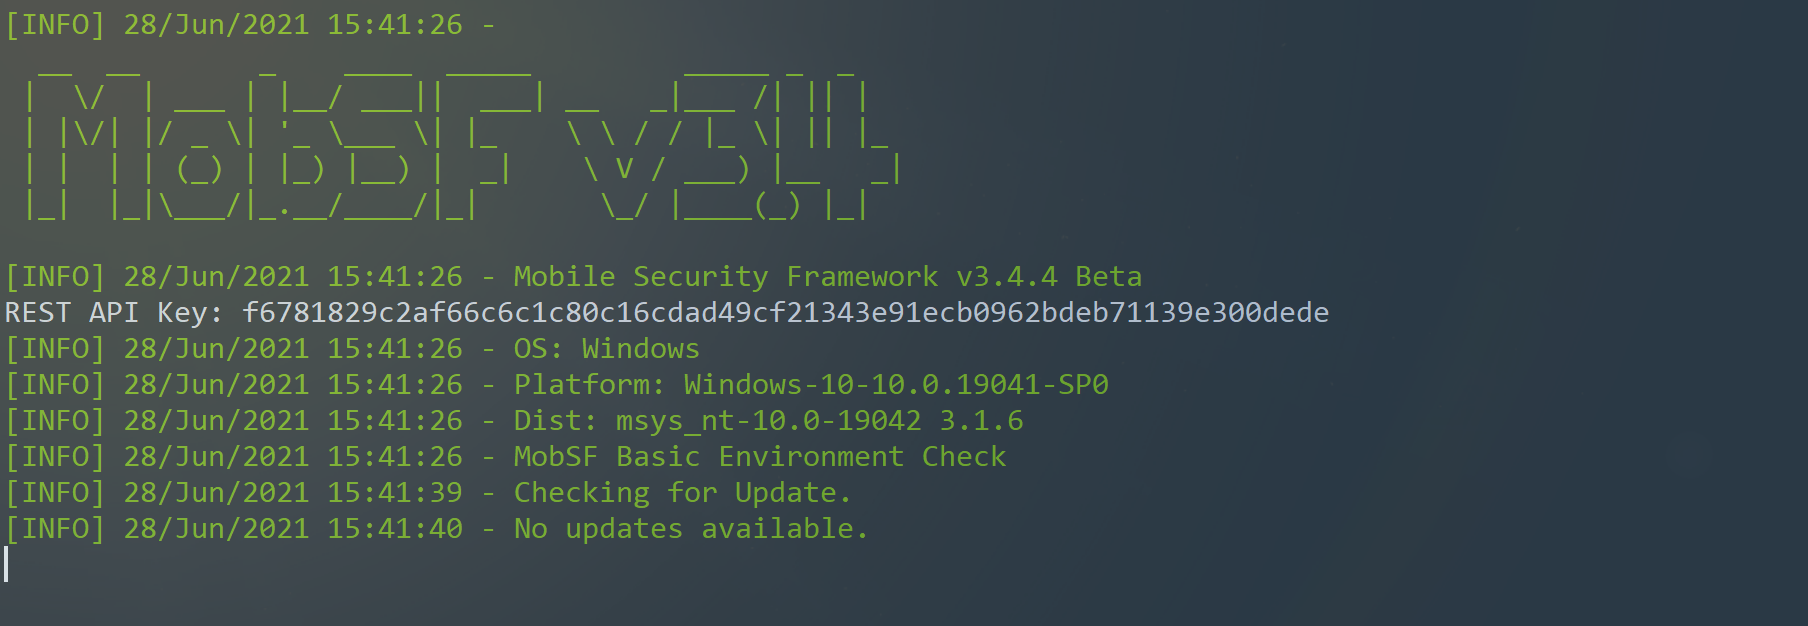 [INFO] 28/Jun/2021 15:41:26 -
MobSF v3.4
[INFO] 28/Jun/2021 15:41:26 - Mobile Security Framework v3.4.4 Beta
REST API Key: f6781829c2af66c6c1c80c16cdad49cf21343e91ecb0962bdeb71139e300dede
[INFO] 28/Jun/2021 15:41:26 - OS: Windows
[INFO] 28/Jun/2021 15:41:26 - Platform: Windows-10-10.0.19041-SP0
[INFO] 28/Jun/2021 15:41:26 - Dist: msys_nt-10.0-19042 3.1.6
[INFO] 28/Jun/2021 15:41:26 - MobSF Basic Environment Check
[INFO] 28/Jun/2021 15:41:39 - Checking for Update.
[INFO] 28/Jun/2021 15:41:40 - No updates available.